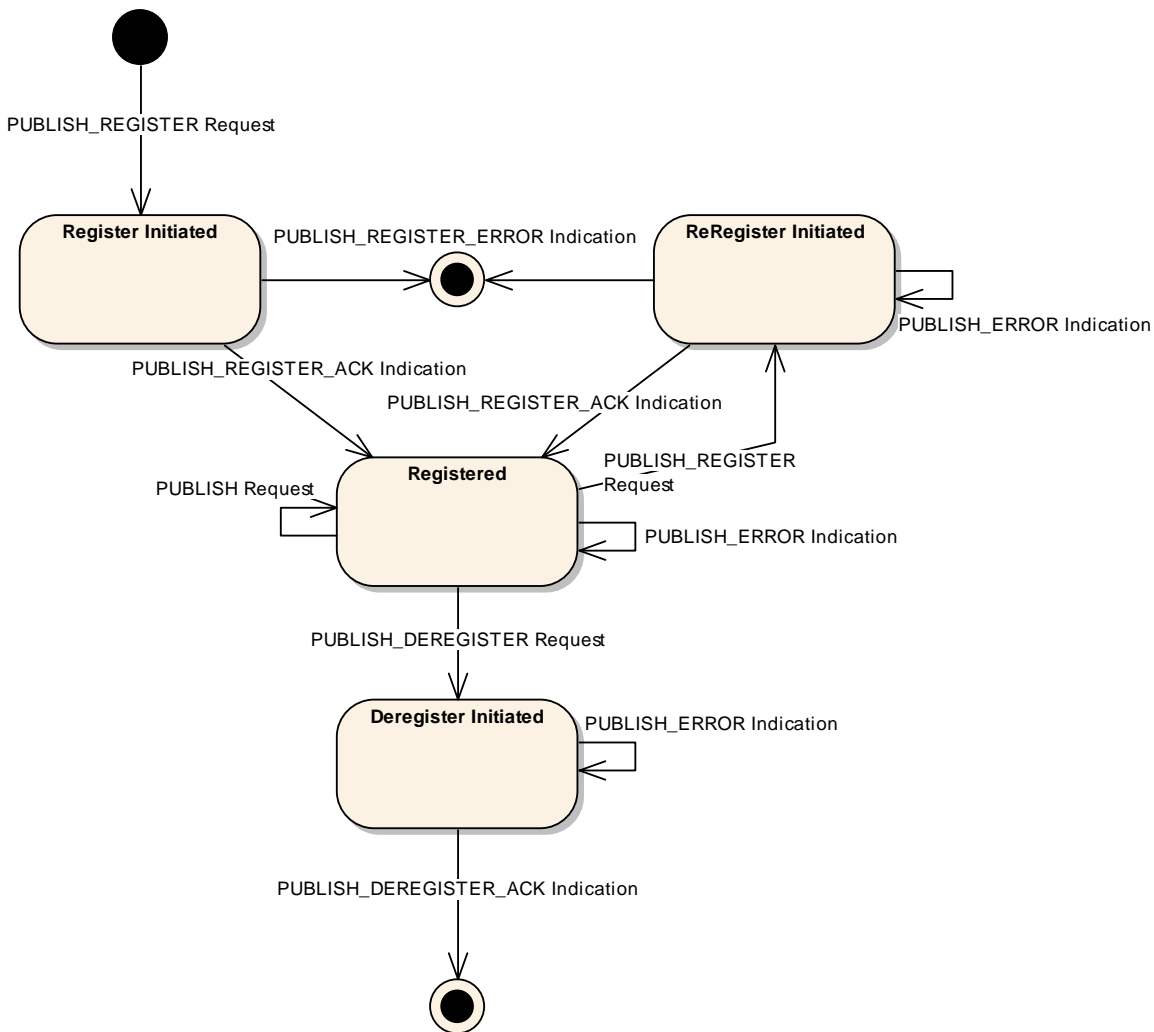 PUBLISH_REGISTER Request
Register Initiated
PUBLISH_REGISTER_ERROR Indication
ReRegister Initiated
PUBLISH_ERROR Indication
PUBLISH_REGISTER_ACK Indication
PUBLISH_REGISTER_ACK Indication
Registered
PUBLISH_REGISTER
Request
PUBLISH Request
PUBLISH_ERROR Indication
PUBLISH_DEREGISTER Request
Deregister Initiated
PUBLISH_ERROR Indication
PUBLISH_DEREGISTER_ACK Indication